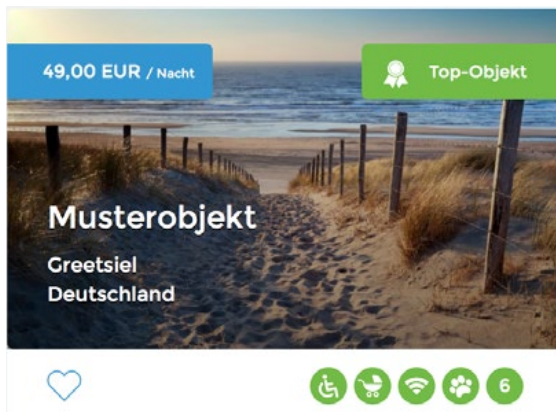 49,00 EUR / Nacht
Top-Objekt
Musterobjekt
Greetsiel
Deutschland
6